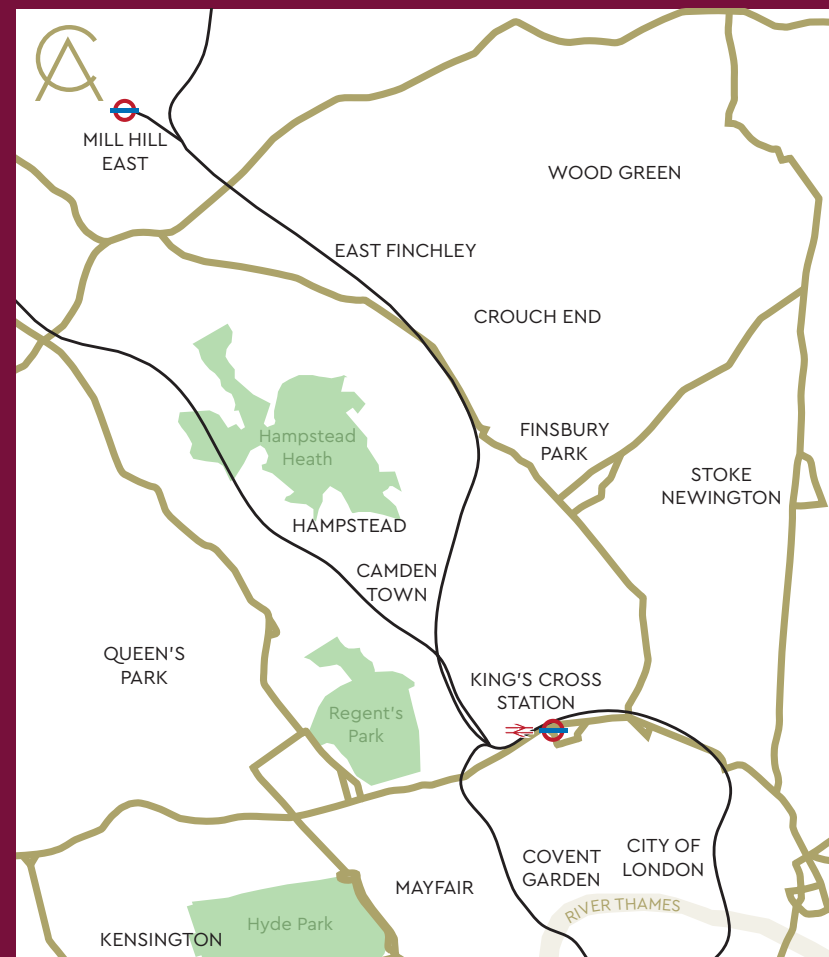 CA
MILL HILL
EAST
WOOD GREEN
EAST FINCHLEY
CROUCH END
FINSBURY
PARK
Hampstead
Heath
STOKE
NEWINGTON
HAMPSTEAD
CAMDEN
TOWN
QUEEN'S
PARK
KING'S CROSS
STATION
Regent's
Park
COVENT
GARDEN
CITY OF
LONDON
MAYFAIR
RIVER THAMES
Hyde Park
KENSINGTON